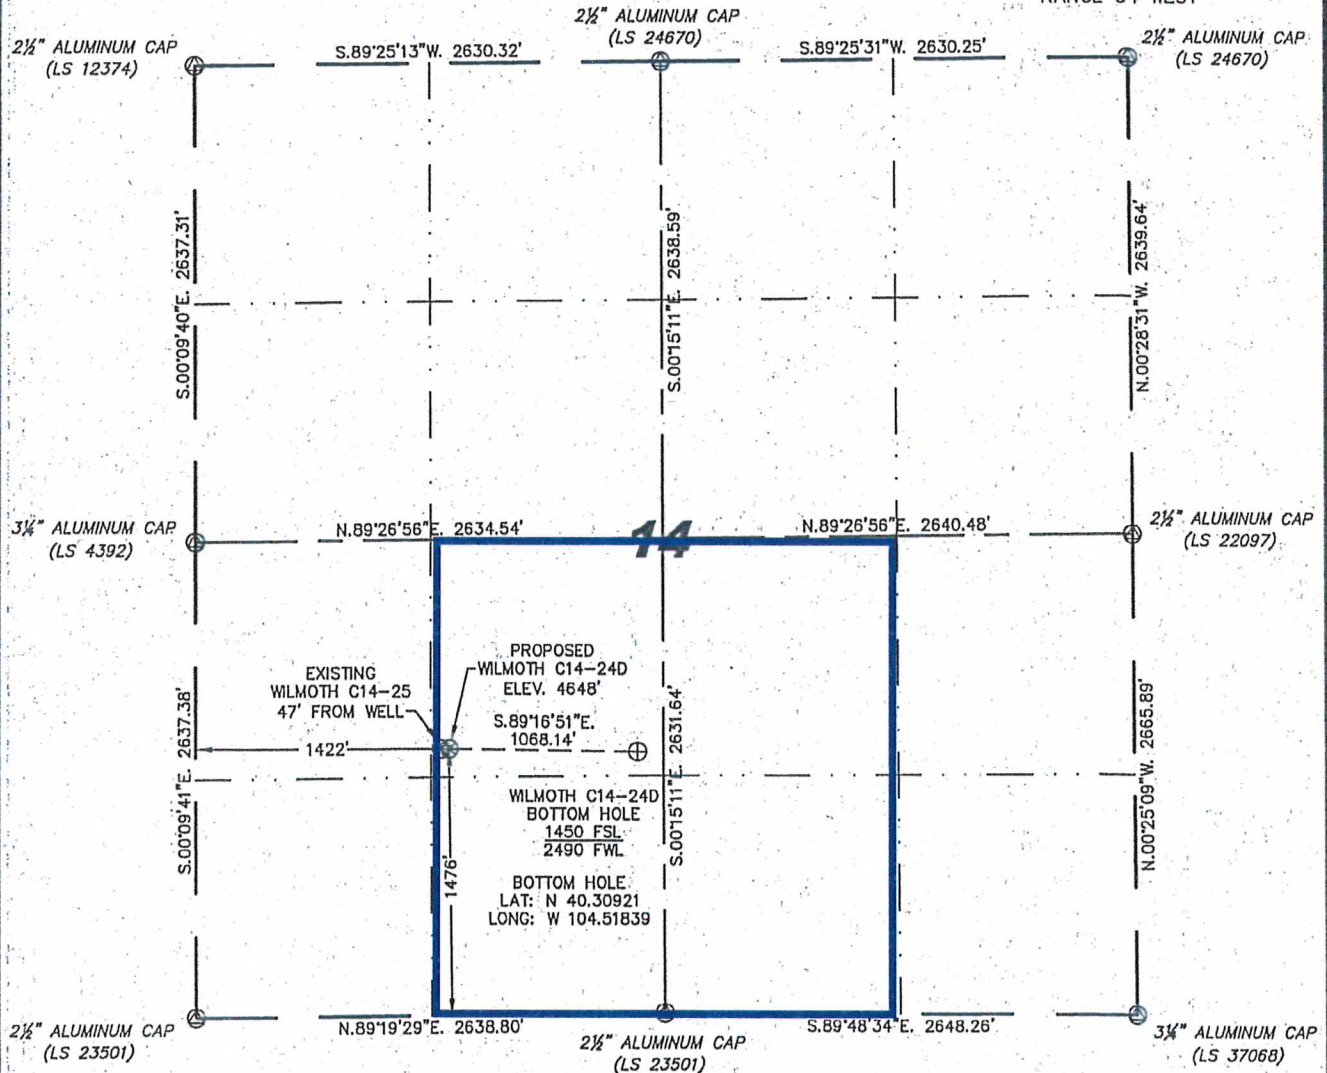 2½" ALUMINUM CAP
(LS 24670)
2½" ALUMINUM CAP
(LS 12374)
S.89°25'13"W. 2630.32'
S.89°25'31"W. 2630.25'
2½" ALUMINUM CAP
(LS 24670)
S.00°09'40"E. 2637.31'
S.00°15'11"E. 2638.59'
N.00°28'31"W. 2639.64'
3¼" ALUMINUM CAP
(LS 4392)
N.89°26'56"E. 2634.54'
14
N.89°26'56"E. 2640.48'
2½" ALUMINUM CAP
(LS 22097)
EXISTING
WILMOTH C14-25
47' FROM WELL
PROPOSED
WILMOTH C14-24D
ELEV. 4648'
S.89°16'51"E.
1068.14'
1422'
S.00°09'41"E. 2637.38'
S.00°15'11"E. 2631.64'
N.00°25'09"W. 2665.89'
1476'
WILMOTH C14-24D
BOTTOM HOLE
1450 FSL
2490 FWL
BOTTOM HOLE
LAT: N 40.30921
LONG: W 104.51839
2½" ALUMINUM CAP
(LS 23501)
N.89°19'29"E. 2638.80'
2½" ALUMINUM CAP
(LS 23501)
S.89°48'34"E. 2648.26'
3¼" ALUMINUM CAP
(LS 37068)